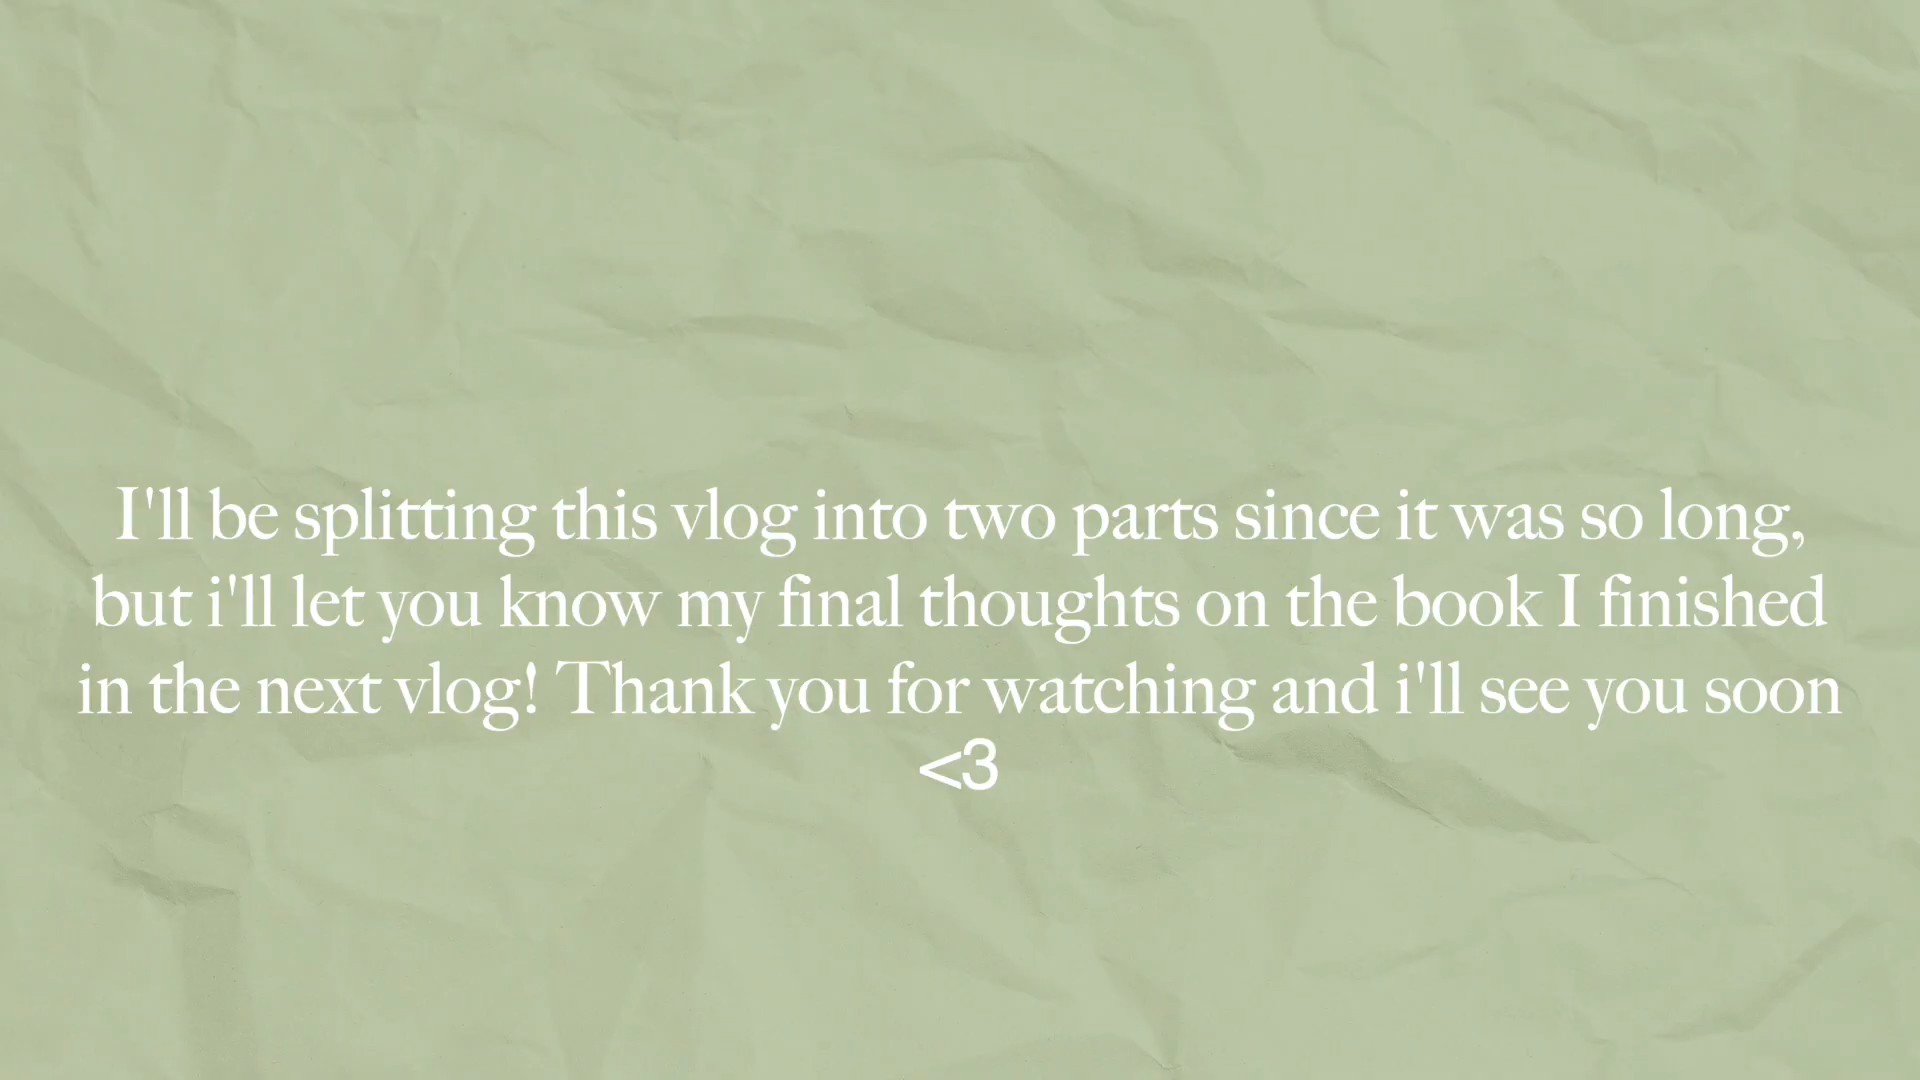 I'll be splitting this vlog into two parts since it was so long,
but i'll let you know my final thoughts on the book I finished
in the next vlog! Thank you for watching and i'll see you soon
<3